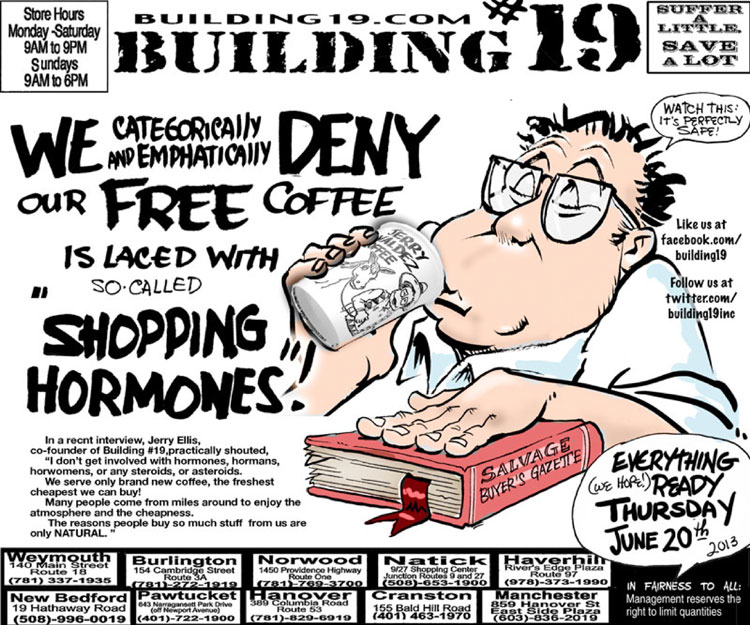 Store Hours
Monday -Saturday
9AM to 9PM
Sundays
9AM to 6PM
BUILDING19.COM
BUILDING #19
SUFFER
A
LITTLE,
SAVE
A LOT
WE CATEGORICALLY AND EMPHATICALLY DENY
OUR FREE COFFEE
IS LACED WITH
SO-CALLED
"SHOPPING
HORMONES."!
WATCH THIS:
IT'S PERFECTLY
SAFE!
JERRY
VALDEZ
COFFEE
Like us at
facebook.com/
building19
Follow us at
twitter.com/
building19inc
In a recnt interview, Jerry Ellis,
co-founder of Building #19,practically shouted,
"I don't get involved with hormones, hormans,
horwomens, or any steroids, or asteroids.
We serve only brand new coffee, the freshest
cheapest we can buy!
Many people come from miles around to enjoy the
atmosphere and the cheapness.
The reasons people buy so much stuff from us are
only NATURAL. "
SALVAGE
BUYER'S GAZETTE
EVERYTHING
(WE HOPE!) READY
THURSDAY
JUNE 20th
2013
Weymouth
140 Main Street
Route 18
(781) 337-1935
Burlington
154 Cambridge Street
Route 3A
(781)-272-1919
Norwood
1450 Providence Highway
Route One
(781)-769-3700
Natick
9/27 Shopping Center
Junction Routes 9 and 27
(508)-653-1900
Haverhill
River's Edge Plaza
Route 97
(978)-373-1990
New Bedford
19 Hathaway Road
(508)-996-0019
Pawtucket
643 Narragansett Park Drive
(off Newport Avenue)
(401)-722-1900
Hanover
389 Columbia Road
Route 53
(781)-829-6919
Cranston
155 Bald Hill Road
(401) 463-1970
Manchester
859 Hanover St
East Side Plaza
(603)-836-2019
IN FAIRNESS TO ALL:
Management reserves the
right to limit quantities